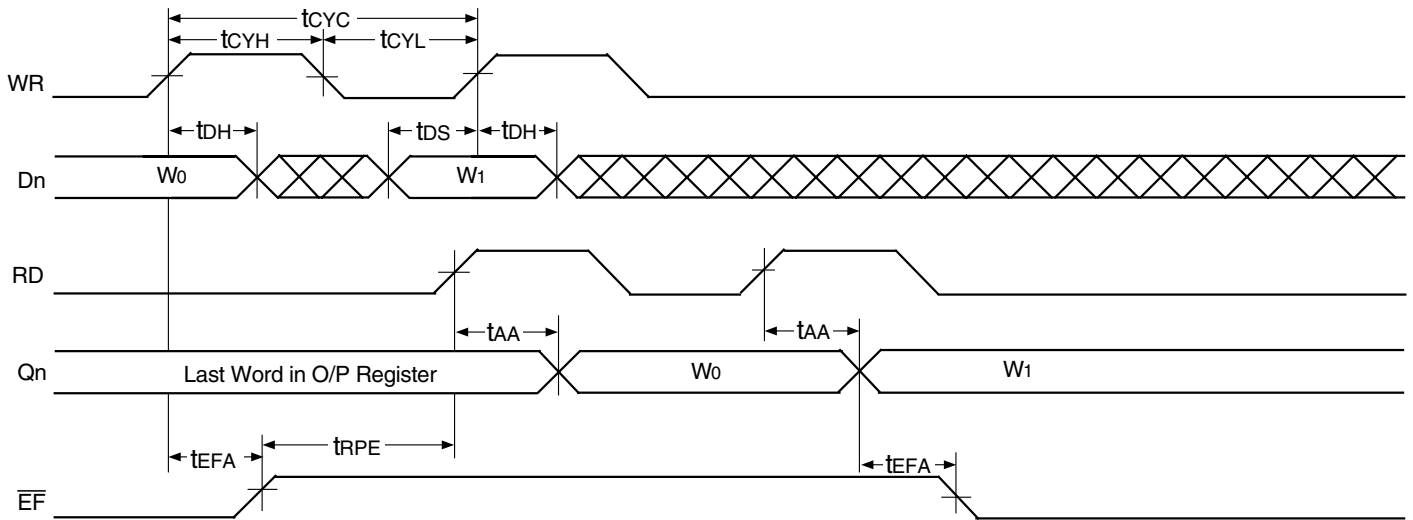 tCYC
tCYH tCYL
WR
tDH tDS tDH
Dn W0 W1
RD
tAA tAA
Qn Last Word in O/P Register W0 W1
tEFA tRPE tEFA
E̅F̅